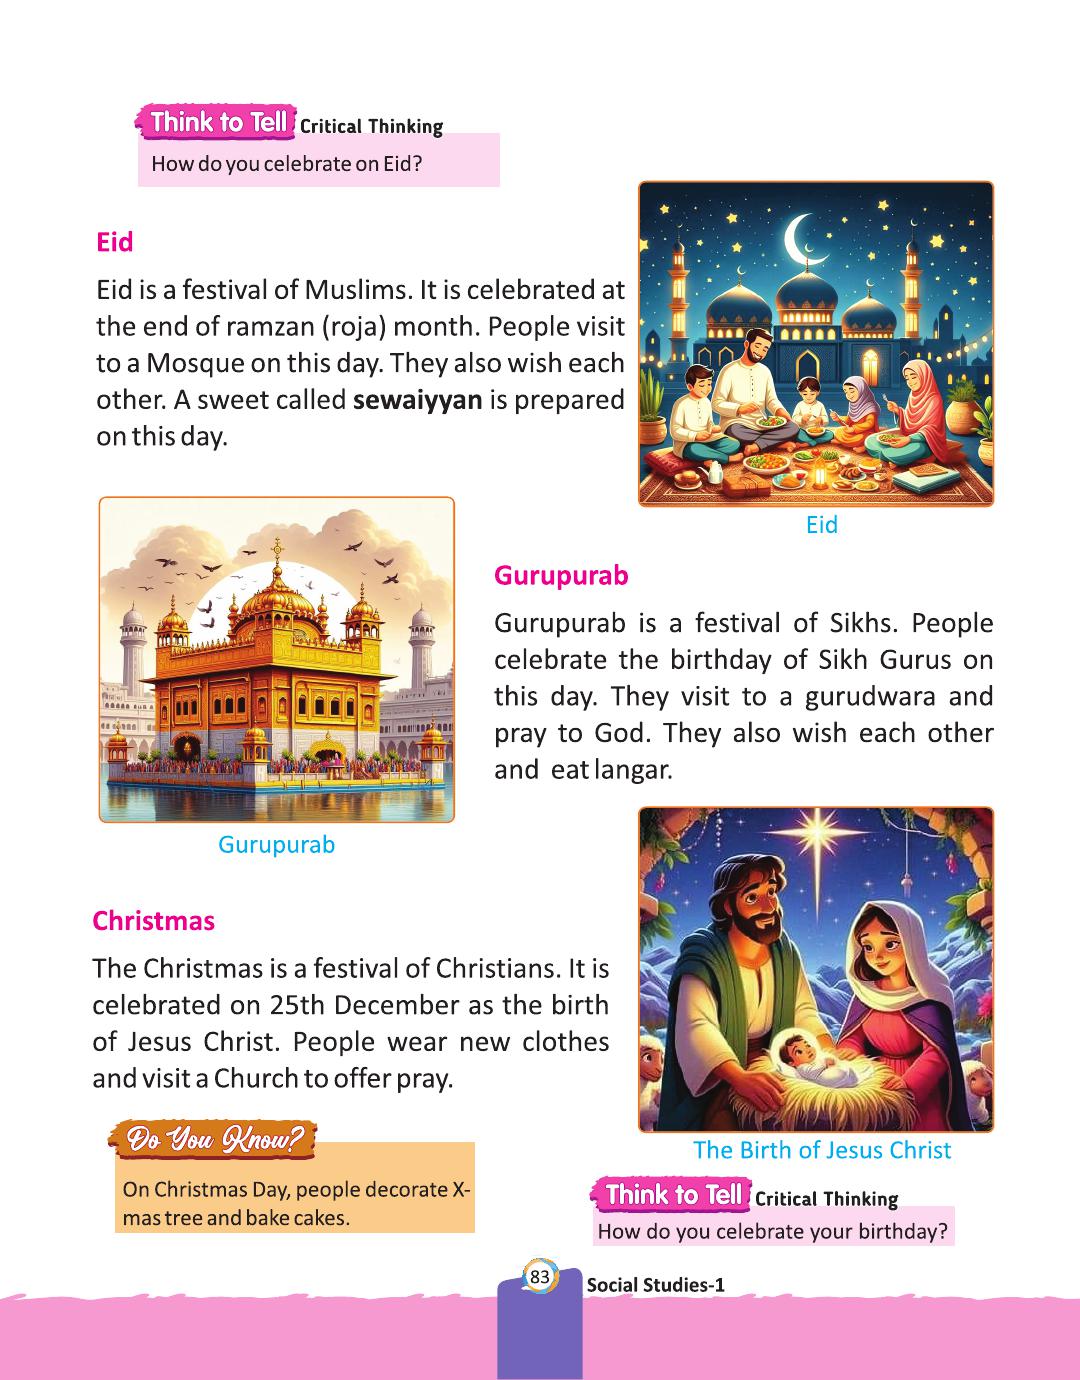 Think to Tell Critical Thinking
How do you celebrate on Eid?
Eid
Eid is a festival of Muslims. It is celebrated at
the end of ramzan (roja) month. People visit
to a Mosque on this day. They also wish each
other. A sweet called sewaiyyan is prepared
on this day.
Eid
Gurupurab
Gurupurab is a festival of Sikhs. People
celebrate the birthday of Sikh Gurus on
this day. They visit to a gurudwara and
pray to God. They also wish each other
and eat langar.
Gurupurab
Christmas
The Christmas is a festival of Christians. It is
celebrated on 25th December as the birth
of Jesus Christ. People wear new clothes
and visit a Church to offer pray.
The Birth of Jesus Christ
Do You Know?
On Christmas Day, people decorate X-
mas tree and bake cakes.
Think to Tell Critical Thinking
How do you celebrate your birthday?
83
Social Studies-1